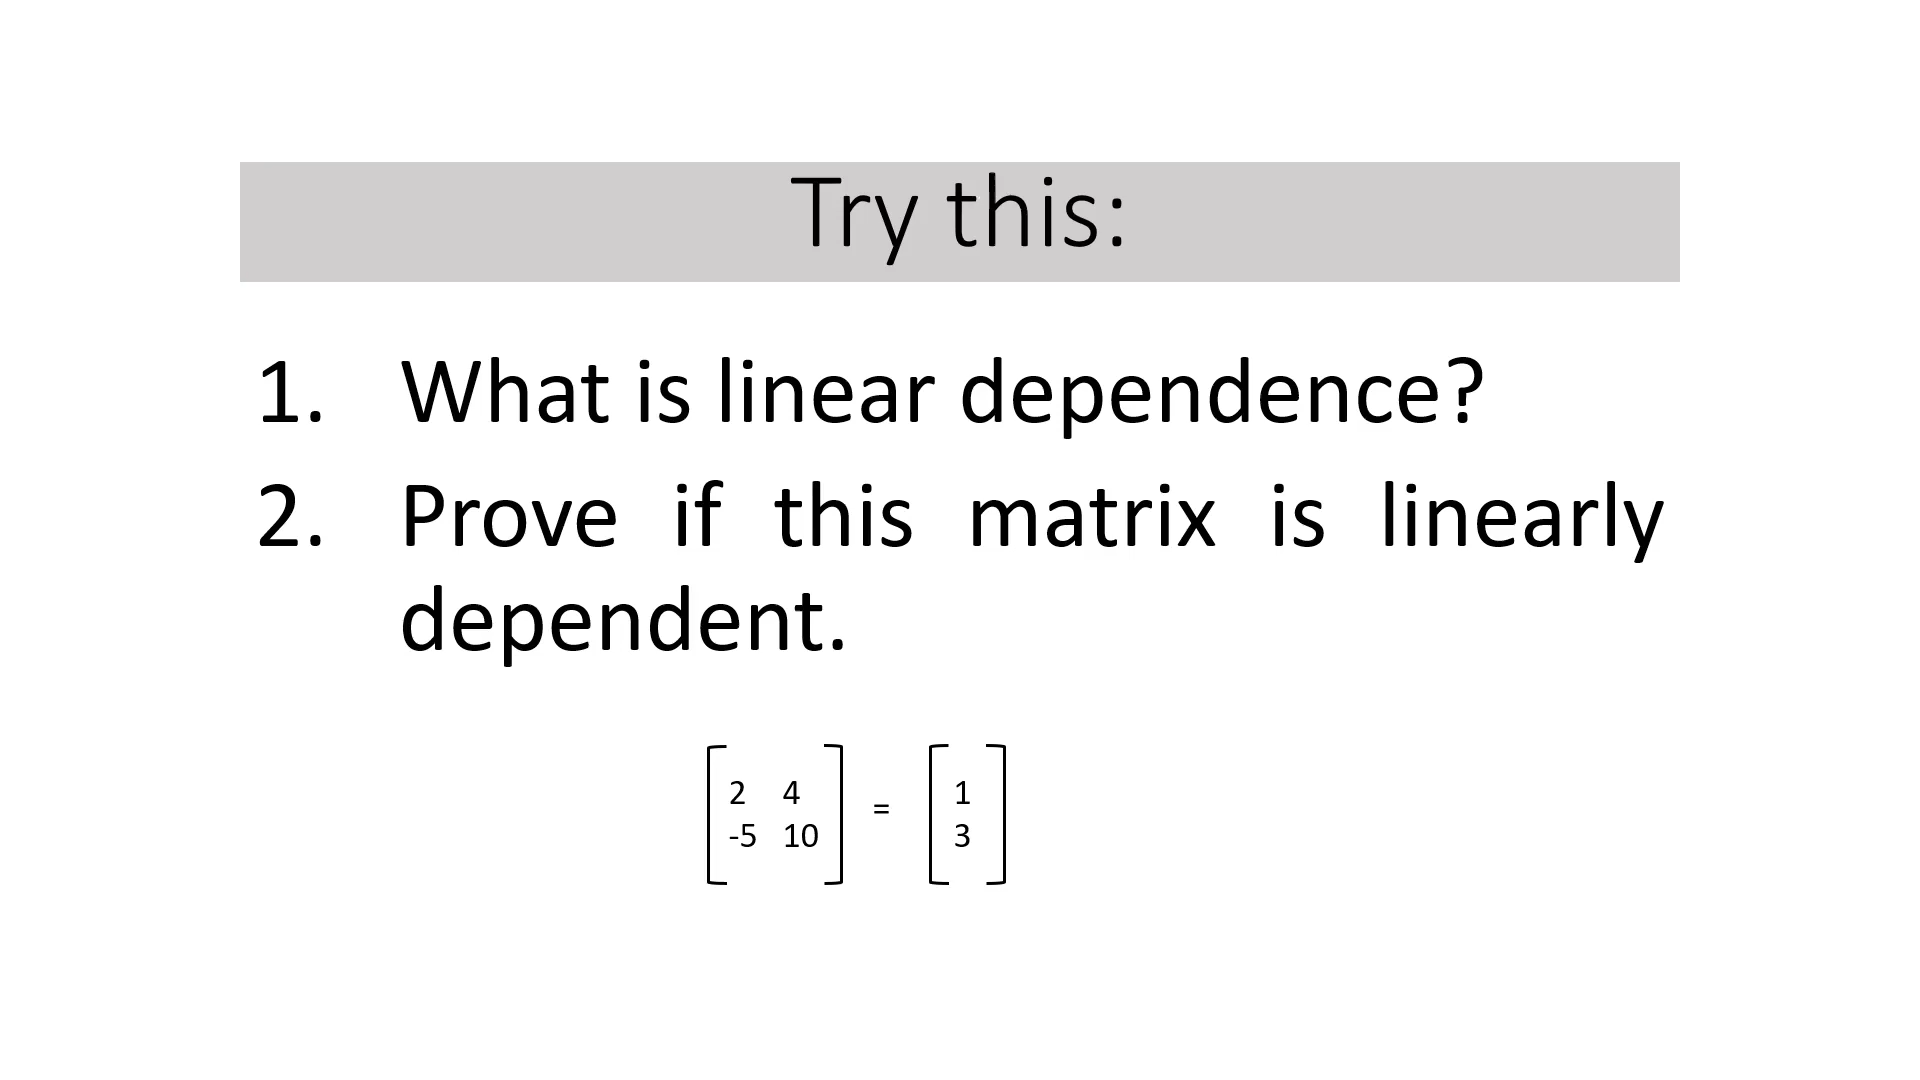 Try this:
1. What is linear dependence?
2. Prove if this matrix is linearly
dependent.
2 4 = 1
-5 10 3